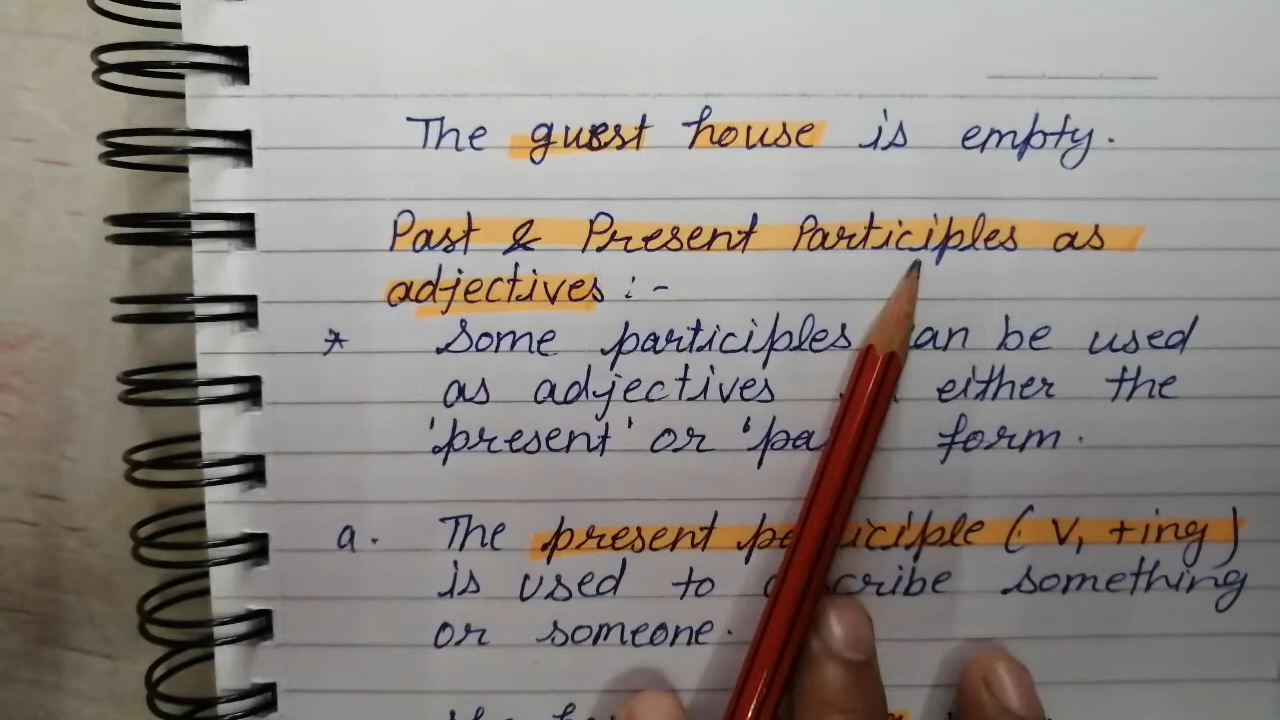 The guest house is empty.
Past & Present Participles as
adjectives :-
* Some participles can be used
as adjectives either the
'present' or 'pa form.
a. The present participle ( V₁ +ing )
is used to describe something
or someone.